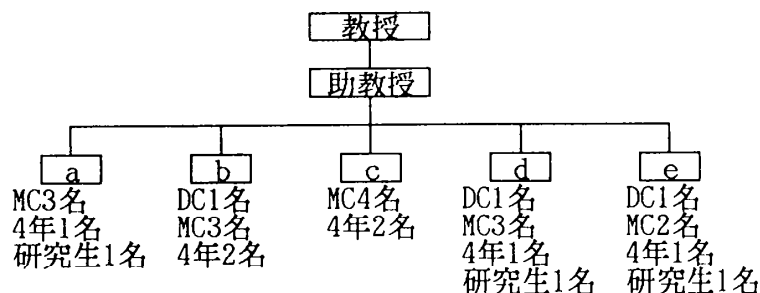 教授
助教授
a
MC3名
4年1名
研究生1名
b
DC1名
MC3名
4年2名
c
MC4名
4年2名
d
DC1名
MC3名
4年1名
研究生1名
e
DC1名
MC2名
4年1名
研究生1名